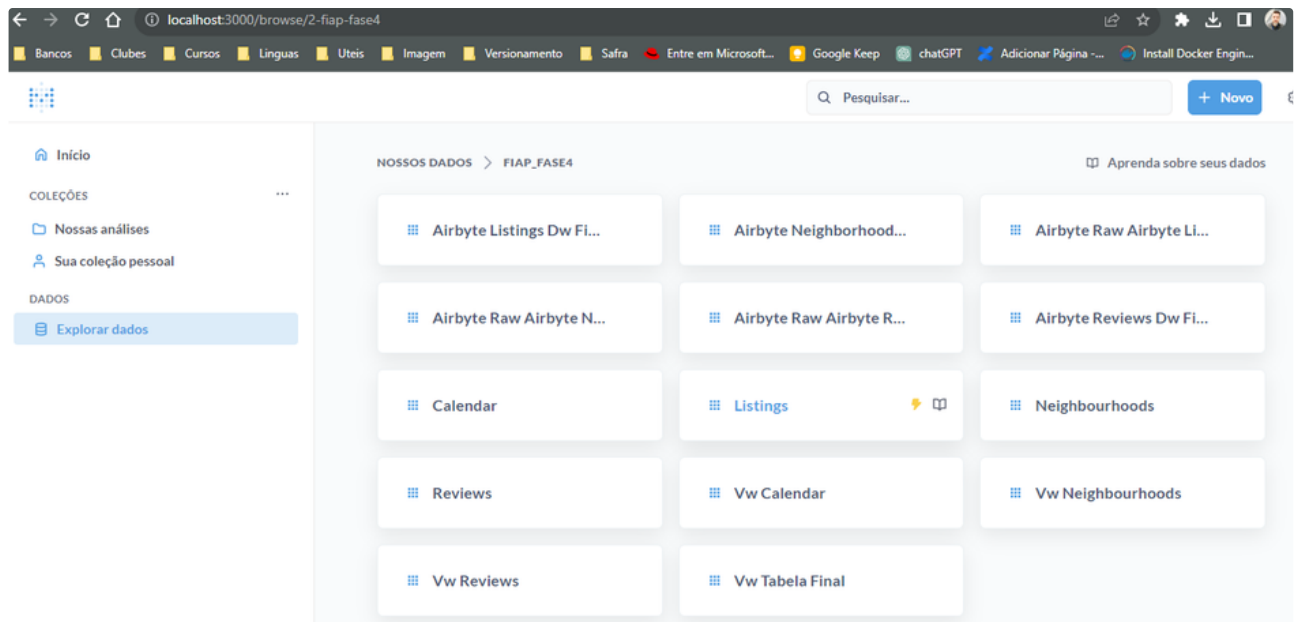 localhost:3000/browse/2-fiap-fase4
Bancos Clubes Cursos Linguas Uteis Imagem Versionamento Safra Entre em Microsoft... Google Keep chatGPT Adicionar Página -... Install Docker Engin...
Pesquisar... + Novo
Início
NOSSOS DADOS > FIAP_FASE4 Aprenda sobre seus dados
COLEÇÕES ...
Nossas análises
Sua coleção pessoal
DADOS
Explorar dados
Airbyte Listings Dw Fi... Airbyte Neighborhood... Airbyte Raw Airbyte Li...
Airbyte Raw Airbyte N... Airbyte Raw Airbyte R... Airbyte Reviews Dw Fi...
Calendar Listings Neighbourhoods
Reviews Vw Calendar Vw Neighbourhoods
Vw Reviews Vw Tabela Final